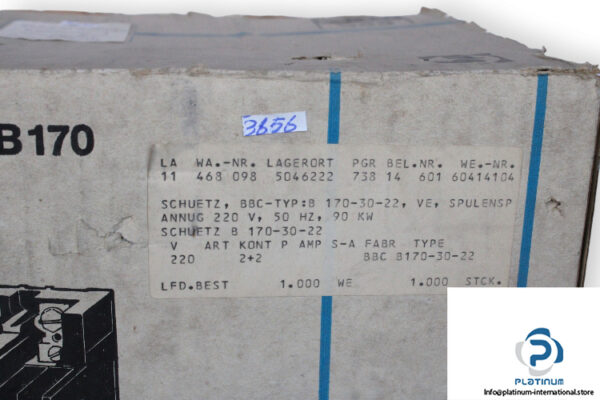 B170
3656
LA WA.-NR. LAGERORT PGR BEL.NR. WE.-NR.
11 468 098 5046222 738 14 601 60414104
SCHUETZ, BBC-TYP:B 170-30-22, VE, SPULENSP
ANNUG 220 V, 50 HZ, 90 KW
SCHUETZ B 170-30-22
V ART KONT P AMP S-A FABR TYPE
220 2+2 BBC B170-30-22
LFD.BEST 1.000 WE 1.000 STCK.
PLATINUM
Info@platinum-international.store